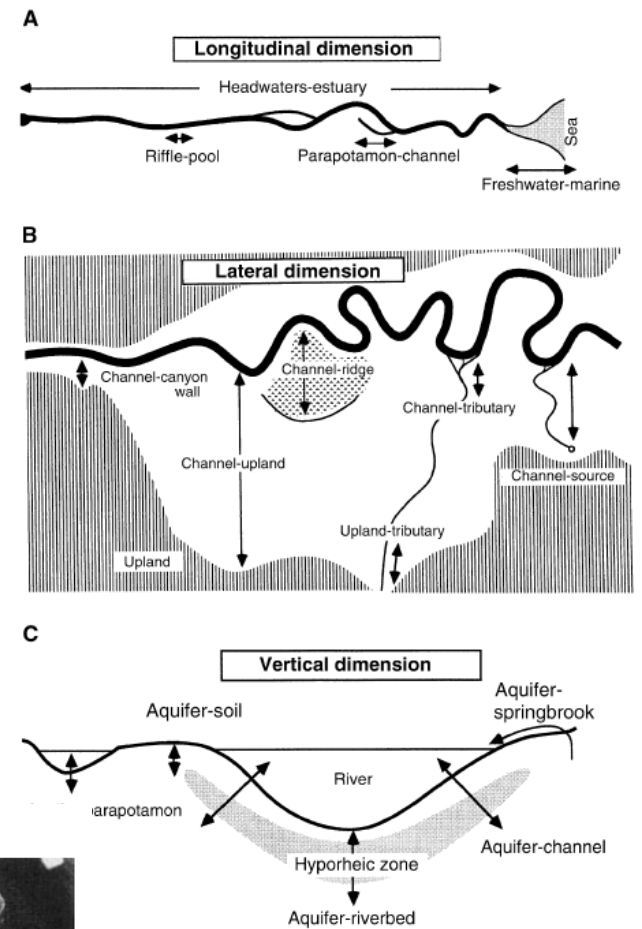 A
Longitudinal dimension
Headwaters-estuary
Riffle-pool
Parapotamon-channel
Sea
Freshwater-marine
B
Lateral dimension
Channel-canyon
wall
Channel-ridge
Channel-tributary
Channel-upland
Channel-source
Upland-tributary
Upland
C
Vertical dimension
Aquifer-
springbrook
Aquifer-soil
River
parapotamon
Aquifer-channel
Hyporheic zone
Aquifer-riverbed